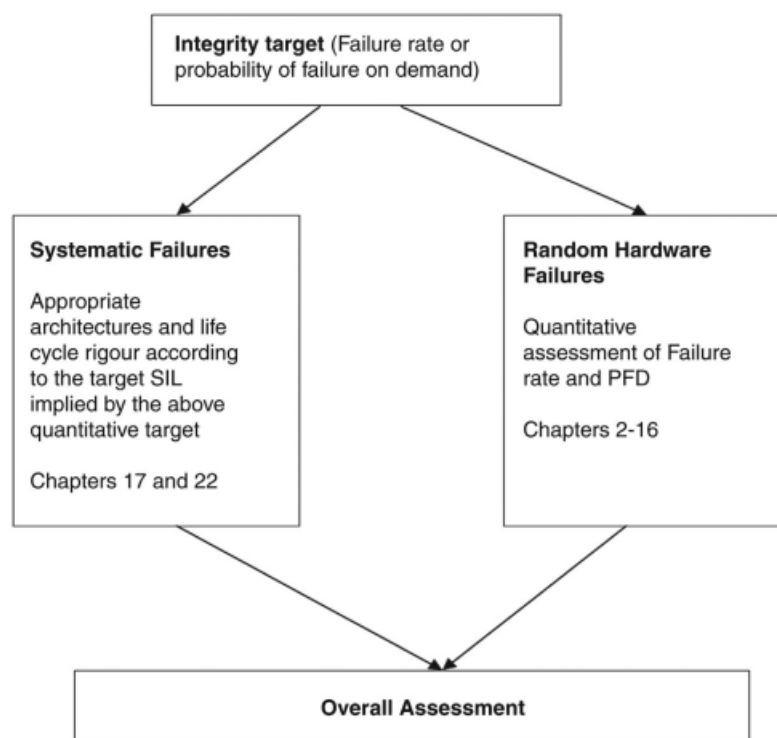 Integrity target (Failure rate or
probability of failure on demand)
Systematic Failures
Appropriate
architectures and life
cycle rigour according
to the target SIL
implied by the above
quantitative target
Chapters 17 and 22
Random Hardware
Failures
Quantitative
assessment of Failure
rate and PFD
Chapters 2-16
Overall Assessment